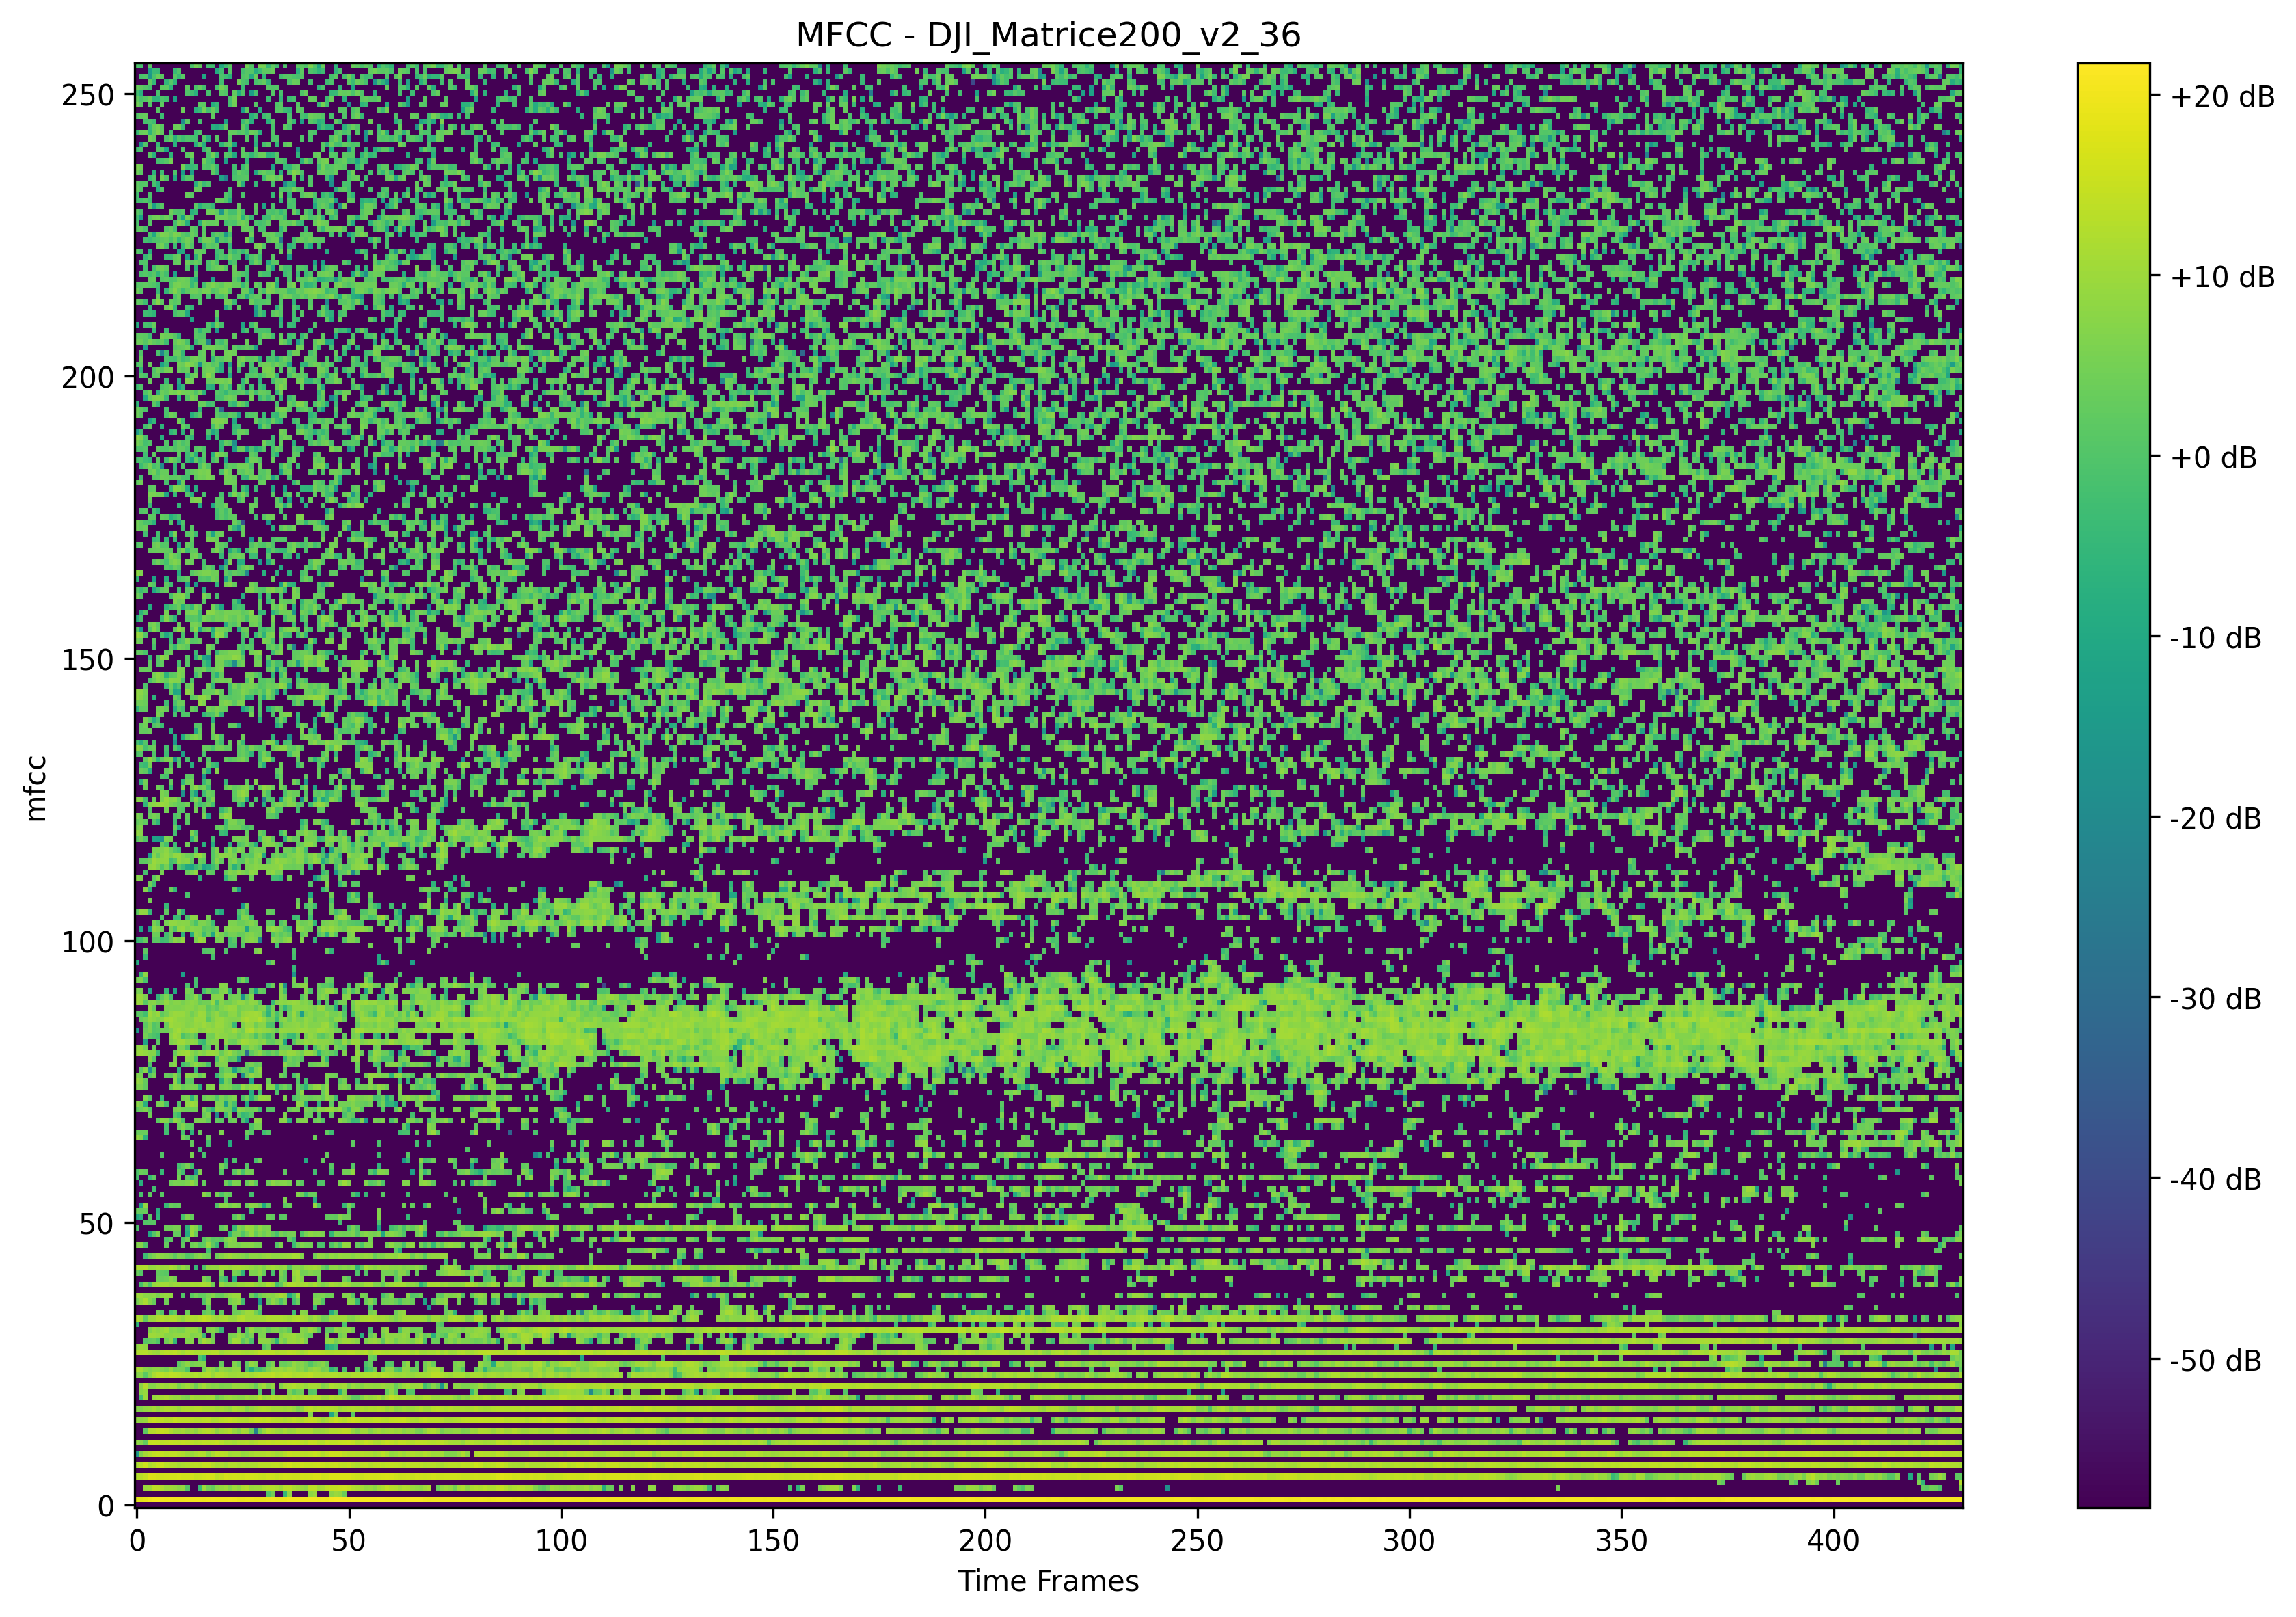 MFCC - DJI_Matrice200_v2_36
mfcc
250
200
150
100
50
0
0 50 100 150 200 250 300 350 400
Time Frames
+20 dB
+10 dB
+0 dB
-10 dB
-20 dB
-30 dB
-40 dB
-50 dB